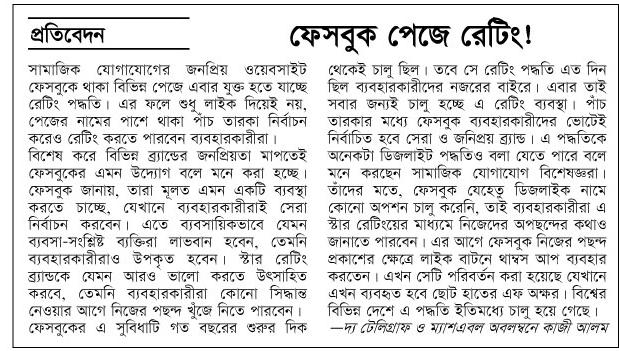 প্রতিবেদন
ফেসবুক পেজে রেটিং!
সামাজিক যোগাযোগের জনপ্রিয় ওয়েবসাইট
ফেসবুকে থাকা বিভিন্ন পেজে এবার যুক্ত হতে যাচ্ছে
রেটিং পদ্ধতি। এর ফলে শুধু লাইক দিয়েই নয়,
পেজের নামের পাশে থাকা পাঁচ তারকা নির্বাচন
করেও রেটিং করতে পারবেন ব্যবহারকারীরা।
বিশেষ করে বিভিন্ন ব্র্যান্ডের জনপ্রিয়তা মাপতেই
ফেসবুকের এমন উদ্যোগ বলে মনে করা হচ্ছে।
ফেসবুক জানায়, তারা মূলত এমন একটি ব্যবস্থা
করতে চাচ্ছে, যেখানে ব্যবহারকারীরাই সেরা
নির্বাচন করবেন। এতে ব্যবসায়িকভাবে যেমন
ব্যবসা-সংশ্লিষ্ট ব্যক্তিরা লাভবান হবেন, তেমনি
ব্যবহারকারীরাও উপকৃত হবেন। স্টার রেটিং
ব্র্যান্ডকে যেমন আরও ভালো করতে উৎসাহিত
করবে, তেমনি ব্যবহারকারীরা কোনো সিদ্ধান্ত
নেওয়ার আগে নিজের পছন্দ খুঁজে নিতে পারবেন।
ফেসবুকের এ সুবিধাটি গত বছরের শুরুর দিক
থেকেই চালু ছিল। তবে সে রেটিং পদ্ধতি এত দিন
ছিল ব্যবহারকারীদের নজরের বাইরে। এবার তাই
সবার জন্যই চালু হচ্ছে এ রেটিং ব্যবস্থা। পাঁচ
তারকার মধ্যে ফেসবুক ব্যবহারকারীদের ভোটেই
নির্বাচিত হবে সেরা ও জনপ্রিয় ব্র্যান্ড। এ পদ্ধতিকে
অনেকটা ডিজলাইট পদ্ধতিও বলা যেতে পারে বলে
মনে করছেন সামাজিক যোগাযোগ বিশেষজ্ঞরা।
তাঁদের মতে, ফেসবুক যেহেতু ডিজলাইক নামে
কোনো অপশন চালু করেনি, তাই ব্যবহারকারীরা এ
স্টার রেটিংয়ের মাধ্যমে নিজেদের অপছন্দের কথাও
জানাতে পারবেন। এর আগে ফেসবুক নিজের পছন্দ
প্রকাশের ক্ষেত্রে লাইক বাটনে থাম্বস আপ ব্যবহার
করতেন। এখন সেটি পরিবর্তন করা হয়েছে যেখানে
এখন ব্যবহৃত হবে ছোট হাতের এফ অক্ষর। বিশ্বের
বিভিন্ন দেশে এ পদ্ধতি ইতিমধ্যে চালু হয়ে গেছে।
—দ্য টেলিগ্রাফ ও ম্যাশএবল অবলম্বনে কাজী আলম